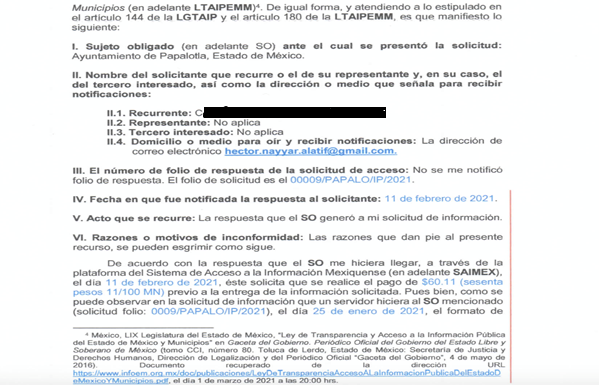 Municipios (en adelante LTAIPEMM)⁴. De igual forma, y atendiendo a lo estipulado en
el artículo 144 de la LGTAIP y el artículo 180 de la LTAIPEMM, es que manifiesto lo
siguiente:
I. Sujeto obligado (en adelante SO) ante el cual se presentó la solicitud:
Ayuntamiento de Papalotla, Estado de México.
II. Nombre del solicitante que recurre o el de su representante y, en su caso, el
del tercero interesado, así como la dirección o medio que señala para recibir
notificaciones:
II.1. Recurrente: C
II.2. Representante: No aplica
II.3. Tercero interesado: No aplica
II.4. Domicilio o medio para oír y recibir notificaciones: La dirección de
correo electrónico hector.nayyar.alatif@gmail.com.
III. El número de folio de respuesta de la solicitud de acceso: No se me notificó
folio de respuesta. El folio de solicitud es el 00009/PAPALO/IP/2021.
IV. Fecha en que fue notificada la respuesta al solicitante: 11 de febrero de 2021.
V. Acto que se recurre: La respuesta que el SO generó a mi solicitud de información.
VI. Razones o motivos de inconformidad: Las razones que dan pie al presente
recurso, se pueden esgrimir como sigue.
De acuerdo con la respuesta que el SO me hiciera llegar, a través de la
plataforma del Sistema de Acceso a la Información Mexiquense (en adelante SAIMEX),
el día 11 de febrero de 2021, éste solicita que se realice el pago de $60.11 (sesenta
pesos 11/100 MN) previo a la entrega de la información solicitada. Pues bien, como se
puede observar en la solicitud de información que un servidor hiciera al SO mencionado
(solicitud folio: 0009/PAPALO/IP/2021), el día 25 de enero de 2021, el formato de
⁴ México, LIX Legislatura del Estado de México, "Ley de Transparencia y Acceso a la Información Pública
del Estado de México y Municipios" en Gaceta del Gobierno. Periódico Oficial del Gobierno del Estado Libre y
Soberano de México (tomo CCI, número 80. Toluca de Lerdo, Estado de México: Secretaría de Justicia y
Derechos Humanos, Dirección de Legalización y del Periódico Oficial "Gaceta del Gobierno", 4 de mayo de
2016). Documento recuperado de la dirección URL
https://www.infoem.org.mx/doc/publicaciones/LeyDeTransparenciaAccesoALaInformacionPublicaDelEstadoD
eMexicoYMunicipios.pdf, el día 1 de marzo de 2021 a las 20:00 hrs.